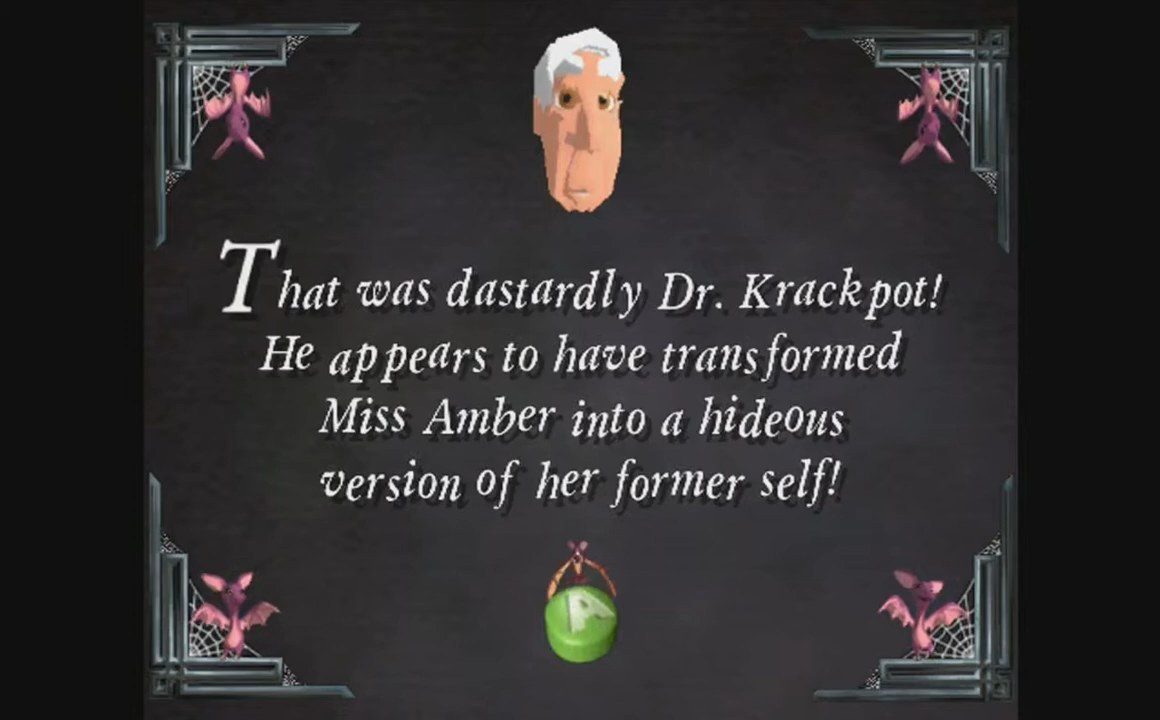 That was dastardly Dr. Krackpot!
He appears to have transformed
Miss Amber into a hideous
version of her former self!
A